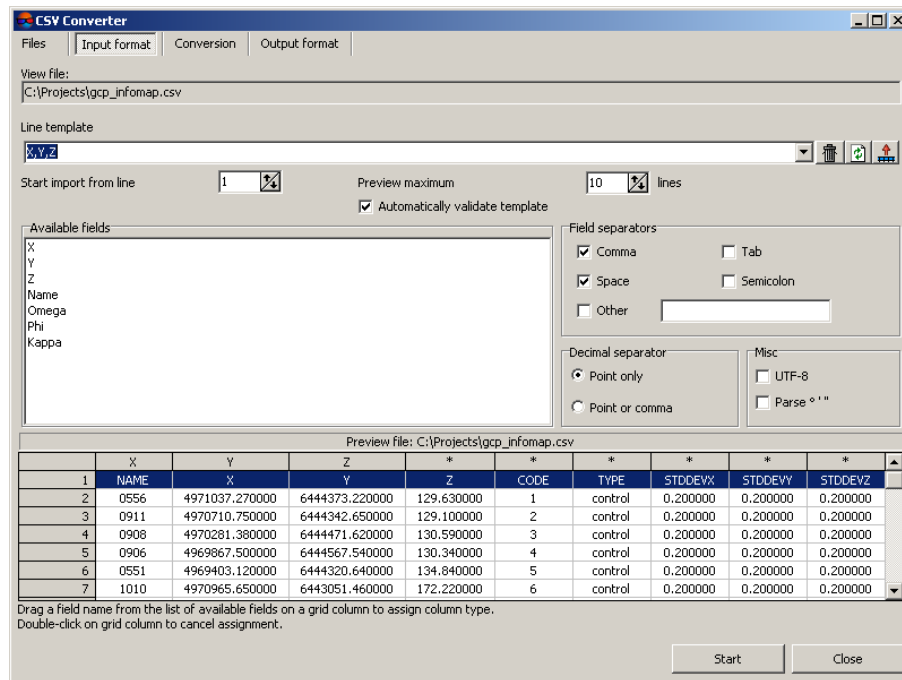 CSV Converter
Files Input format Conversion Output format
View file:
C:\Projects\gcp_infomap.csv
Line template
X,Y,Z
Start import from line 1 Preview maximum 10 lines
Automatically validate template
Available fields
X
Y
Z
Name
Omega
Phi
Kappa
Field separators
Comma Tab
Space Semicolon
Other
Decimal separator
Point only
Point or comma
Misc
UTF-8
Parse ° ' "
Preview file: C:\Projects\gcp_infomap.csv
X Y Z * * * * * *
1 NAME X Y Z CODE TYPE STDDEVX STDDEVY STDDEVZ
2 0556 4971037.270000 6444373.220000 129.630000 1 control 0.200000 0.200000 0.200000
3 0911 4970710.750000 6444342.650000 129.100000 2 control 0.200000 0.200000 0.200000
4 0908 4970281.380000 6444471.620000 130.590000 3 control 0.200000 0.200000 0.200000
5 0906 4969867.500000 6444567.540000 130.340000 4 control 0.200000 0.200000 0.200000
6 0551 4969403.120000 6444320.640000 134.840000 5 control 0.200000 0.200000 0.200000
7 1010 4970965.650000 6443051.460000 172.220000 6 control 0.200000 0.200000 0.200000
Drag a field name from the list of available fields on a grid column to assign column type.
Double-click on grid column to cancel assignment.
Start Close